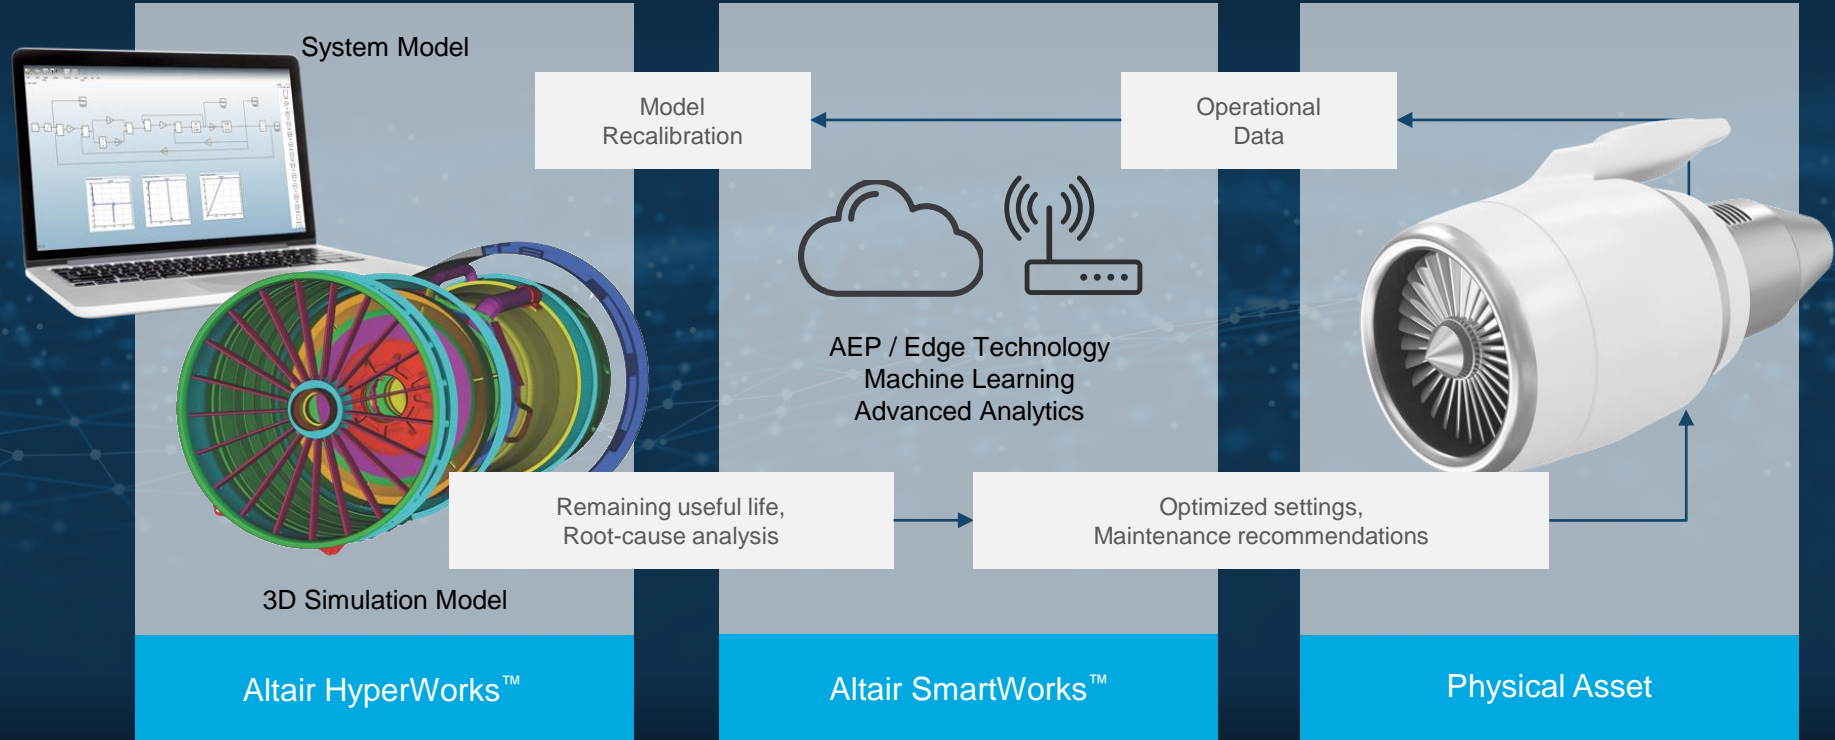 System Model
Model
Recalibration
Operational
Data
AEP / Edge Technology
Machine Learning
Advanced Analytics
Remaining useful life,
Root-cause analysis
Optimized settings,
Maintenance recommendations
3D Simulation Model
Altair HyperWorks™
Altair SmartWorks™
Physical Asset